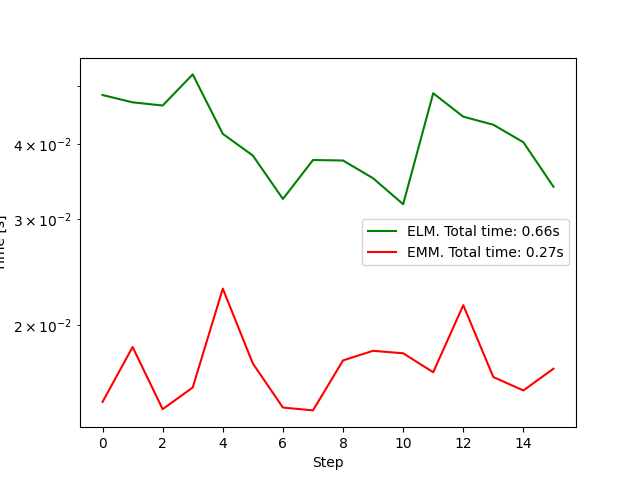 4 × 10⁻²
3 × 10⁻²
2 × 10⁻²
ELM. Total time: 0.66s
EMM. Total time: 0.27s
0 2 4 6 8 10 12 14
Step